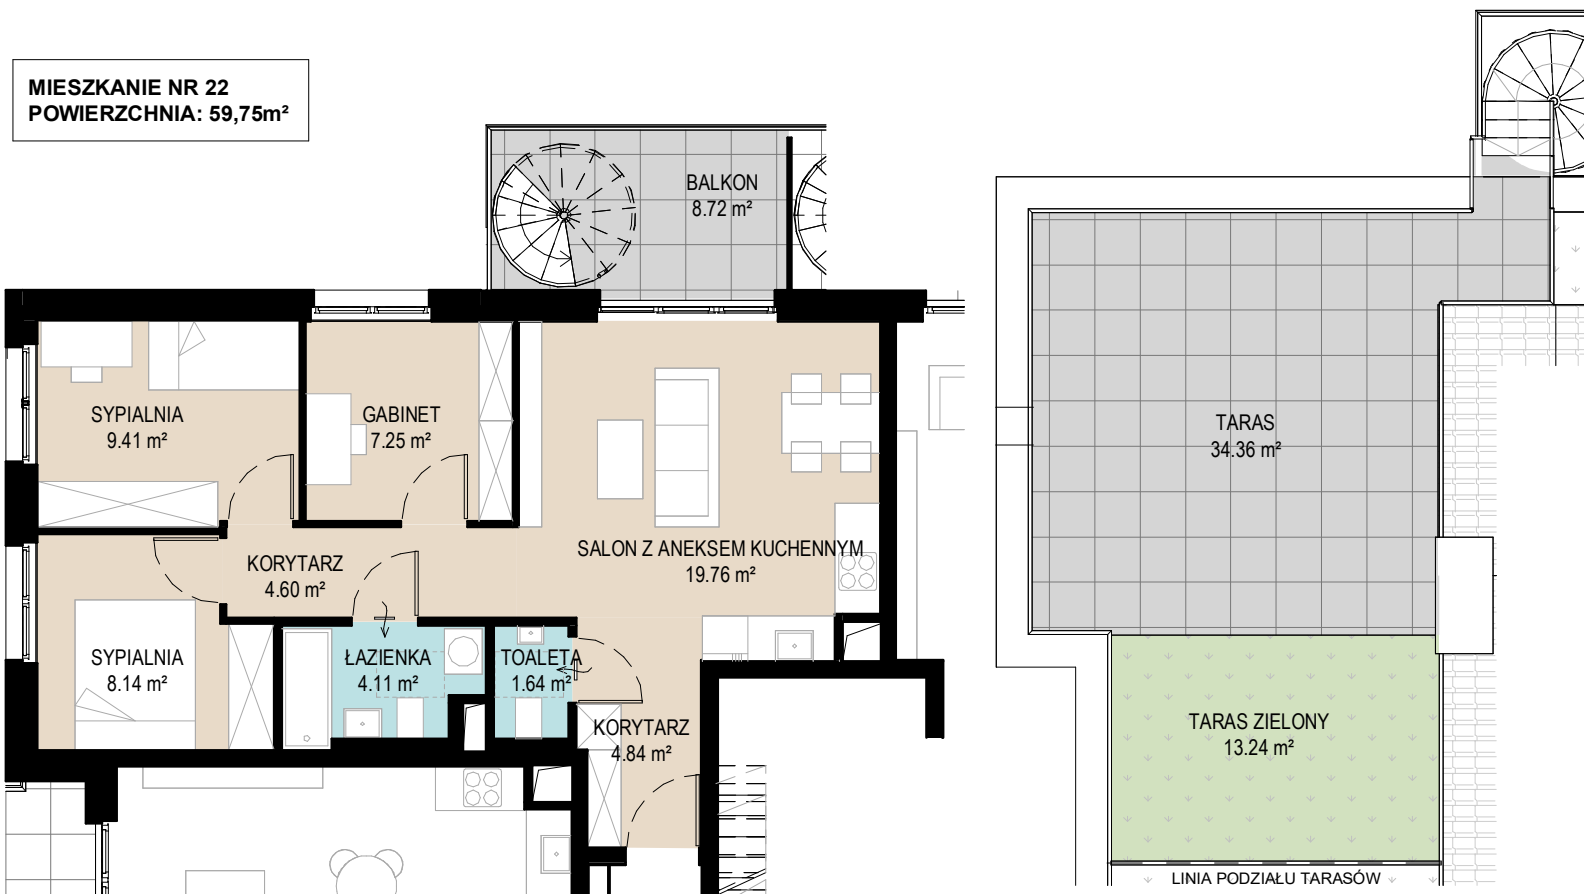 MIESZKANIE NR 22
POWIERZCHNIA: 59,75m²
BALKON
8.72 m²
SYPIALNIA
9.41 m²
GABINET
7.25 m²
TARAS
34.36 m²
SALON Z ANEKSEM KUCHENNYM
19.76 m²
KORYTARZ
4.60 m²
SYPIALNIA
8.14 m²
ŁAZIENKA
4.11 m²
TOALETA
1.64 m²
KORYTARZ
4.84 m²
TARAS ZIELONY
13.24 m²
LINIA PODZIAŁU TARASÓW